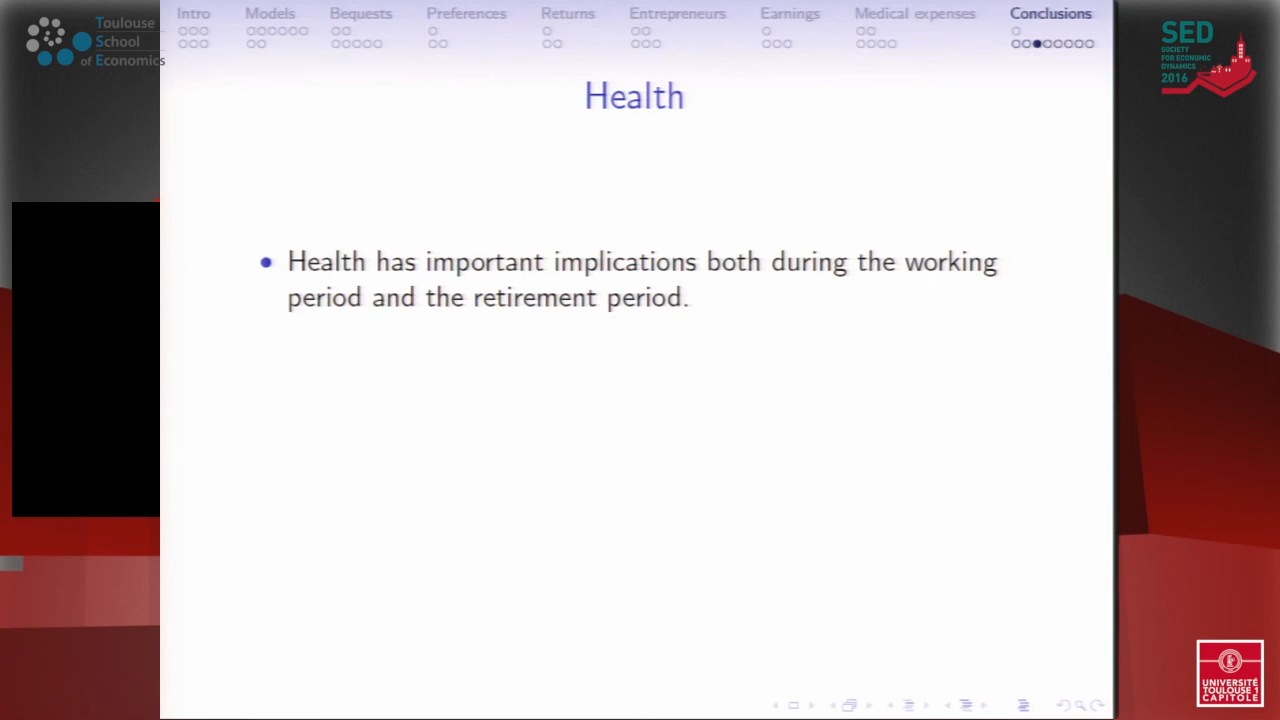 Intro Models Bequests Preferences Returns Entrepreneurs Earnings Medical expenses Conclusions
Toulouse
School
of Economics
SED
SOCIETY
FOR ECONOMIC
DYNAMICS
2016
Health
Health has important implications both during the working
period and the retirement period.
UNIVERSITÉ
TOULOUSE 1
CAPITOLE